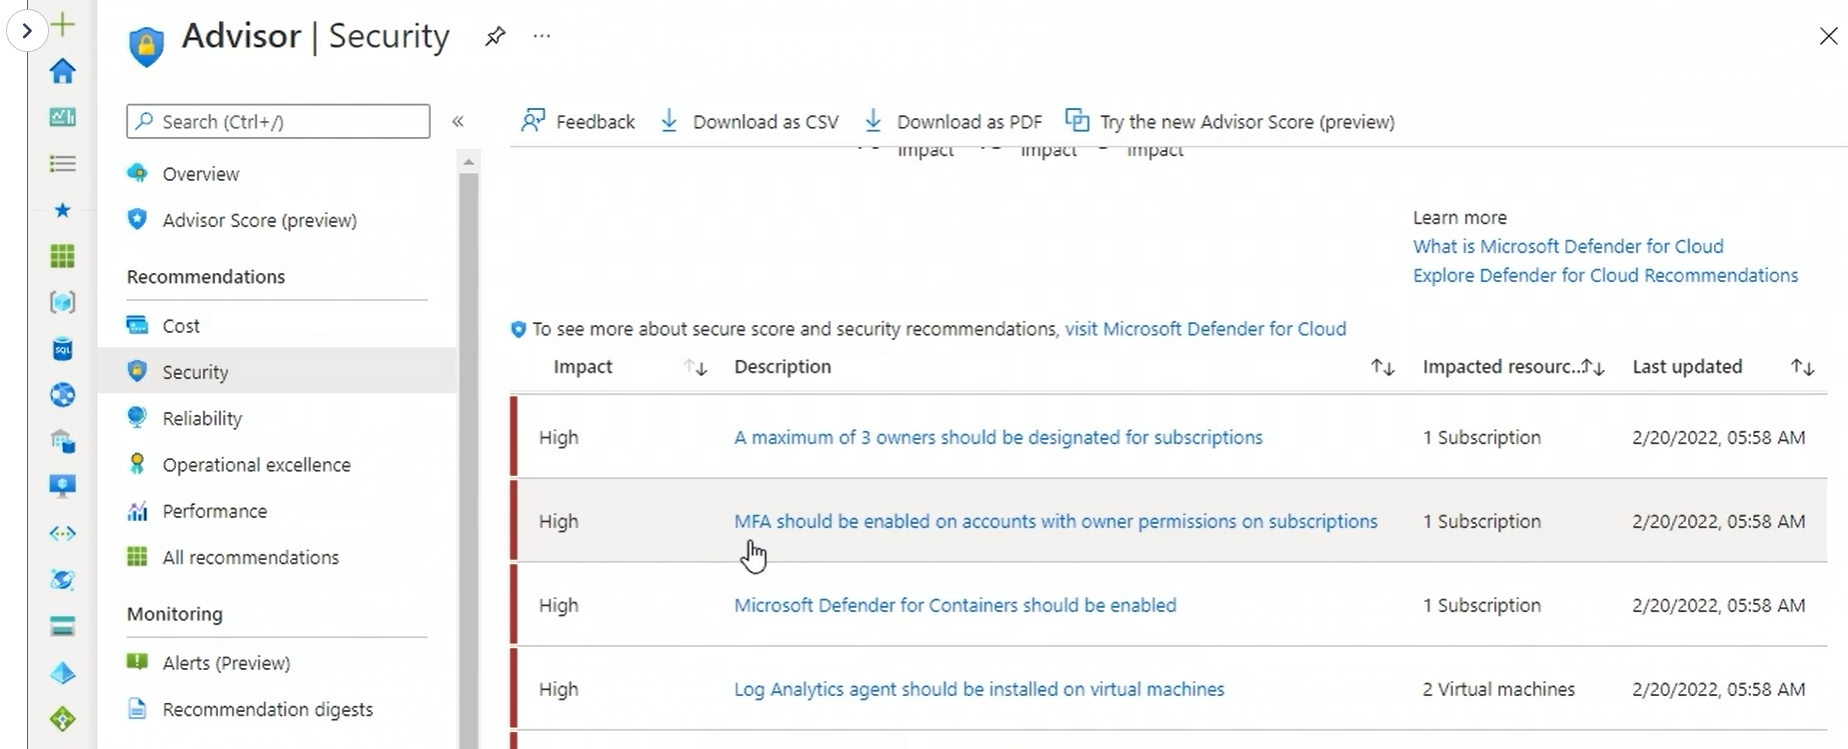 Advisor | Security
...
Search (Ctrl+/)
«
Overview
Advisor Score (preview)
Recommendations
Cost
Security
Reliability
Operational excellence
Performance
All recommendations
Monitoring
Alerts (Preview)
Recommendation digests
Feedback
Download as CSV
Download as PDF
Try the new Advisor Score (preview)
impact impact impact
Learn more
What is Microsoft Defender for Cloud
Explore Defender for Cloud Recommendations
To see more about secure score and security recommendations, visit Microsoft Defender for Cloud
Impact Description Impacted resourc... Last updated
High A maximum of 3 owners should be designated for subscriptions 1 Subscription 2/20/2022, 05:58 AM
High MFA should be enabled on accounts with owner permissions on subscriptions 1 Subscription 2/20/2022, 05:58 AM
High Microsoft Defender for Containers should be enabled 1 Subscription 2/20/2022, 05:58 AM
High Log Analytics agent should be installed on virtual machines 2 Virtual machines 2/20/2022, 05:58 AM
SQL